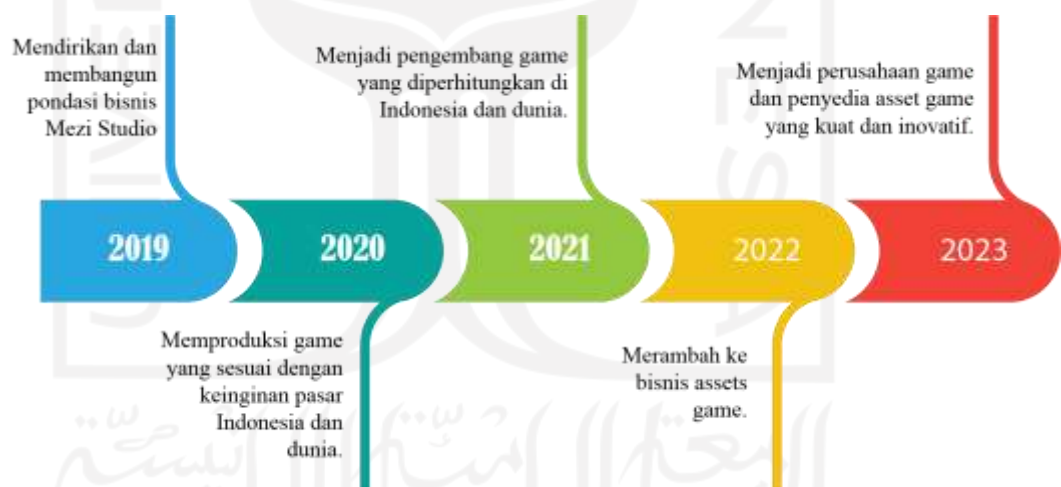 Mendirikan dan
membangun
pondasi bisnis
Mezi Studio
Menjadi pengembang game
yang diperhitungkan di
Indonesia dan dunia.
Menjadi perusahaan game
dan penyedia asset game
yang kuat dan inovatif.
2019
2020
2021
2022
2023
Memproduksi game
yang sesuai dengan
keinginan pasar
Indonesia dan
dunia.
Merambah ke
bisnis assets
game.